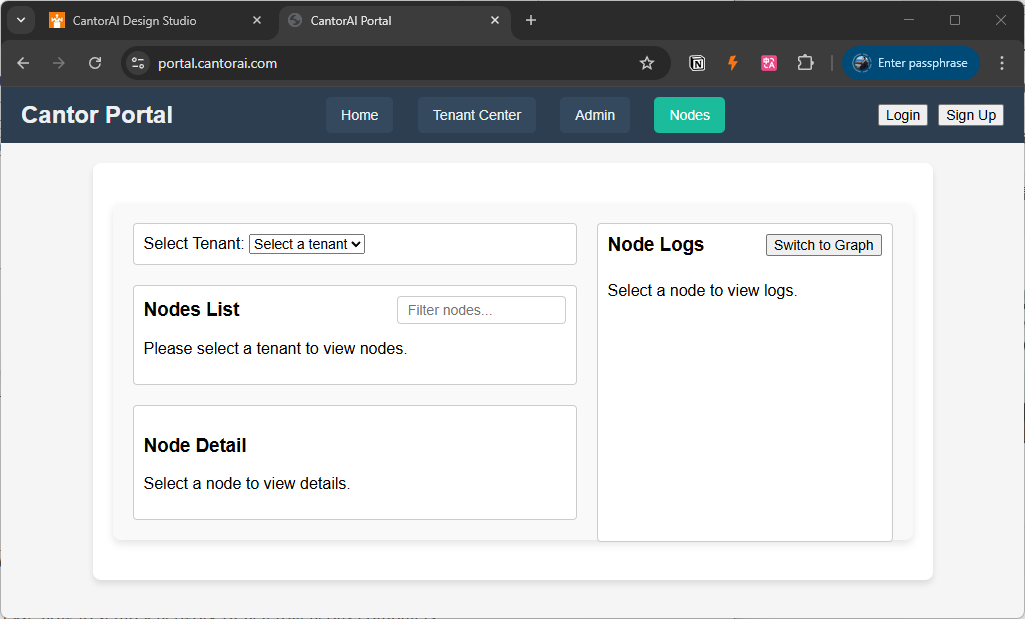 CantorAI Design Studio
CantorAI Portal
portal.cantorai.com
Enter passphrase
Cantor Portal
Home
Tenant Center
Admin
Nodes
Login
Sign Up
Select Tenant:
Select a tenant
Nodes List
Filter nodes...
Please select a tenant to view nodes.
Node Detail
Select a node to view details.
Node Logs
Switch to Graph
Select a node to view logs.